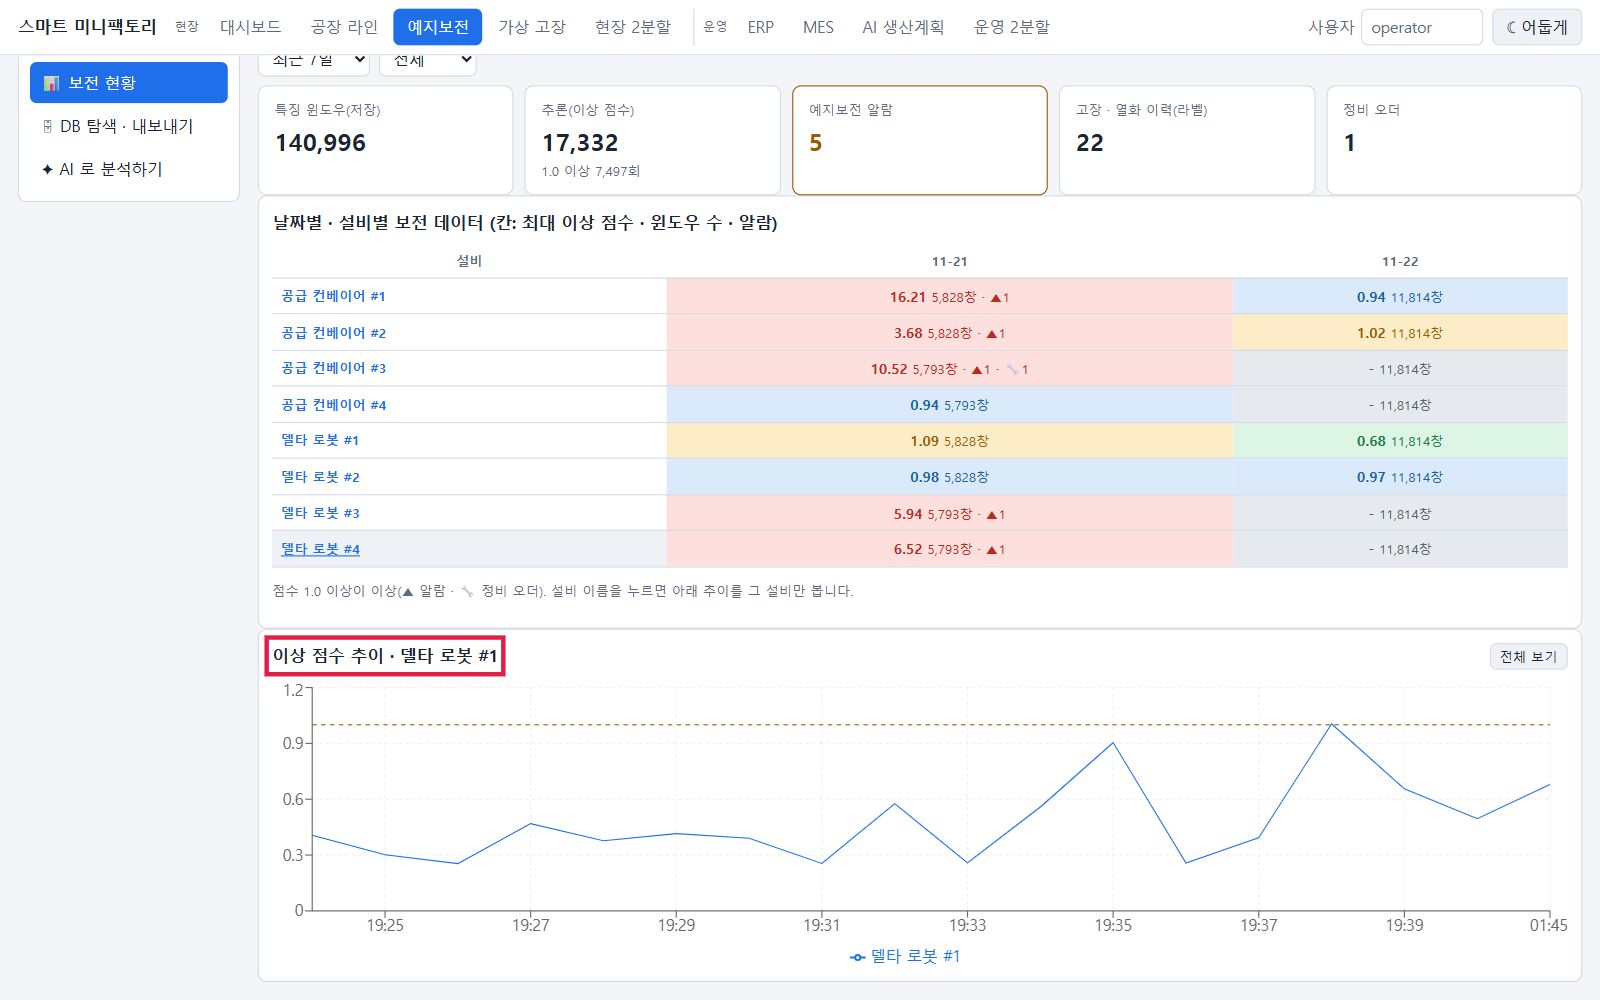 스마트 미니팩토리 현장 대시보드 공장 라인 예지보전 가상 고장 현장 2분할 운영 ERP MES AI 생산계획 운영 2분할 사용자 operator ☾ 어둡게
보전 현황
DB 탐색 · 내보내기
✦ AI 로 분석하기
최근 7일 전체
특징 윈도우(저장)
140,996
추론(이상 점수)
17,332
1.0 이상 7,497회
예지보전 알람
5
고장 · 열화 이력(라벨)
22
정비 오더
1
날짜별 · 설비별 보전 데이터 (칸: 최대 이상 점수 · 윈도우 수 · 알람)
설비 11-21 11-22
공급 컨베이어 #1 16.21 5,828창 · ▲1 0.94 11,814창
공급 컨베이어 #2 3.68 5,828창 · ▲1 1.02 11,814창
공급 컨베이어 #3 10.52 5,793창 · ▲1 · 🔧1 - 11,814창
공급 컨베이어 #4 0.94 5,793창 - 11,814창
델타 로봇 #1 1.09 5,828창 0.68 11,814창
델타 로봇 #2 0.98 5,828창 0.97 11,814창
델타 로봇 #3 5.94 5,793창 · ▲1 - 11,814창
델타 로봇 #4 6.52 5,793창 · ▲1 - 11,814창
점수 1.0 이상이 이상(▲ 알람 · 🔧 정비 오더). 설비 이름을 누르면 아래 추이를 그 설비만 봅니다.
이상 점수 추이 · 델타 로봇 #1 전체 보기
1.2
0.9
0.6
0.3
0
19:25 19:27 19:29 19:31 19:33 19:35 19:37 19:39 01:45
델타 로봇 #1